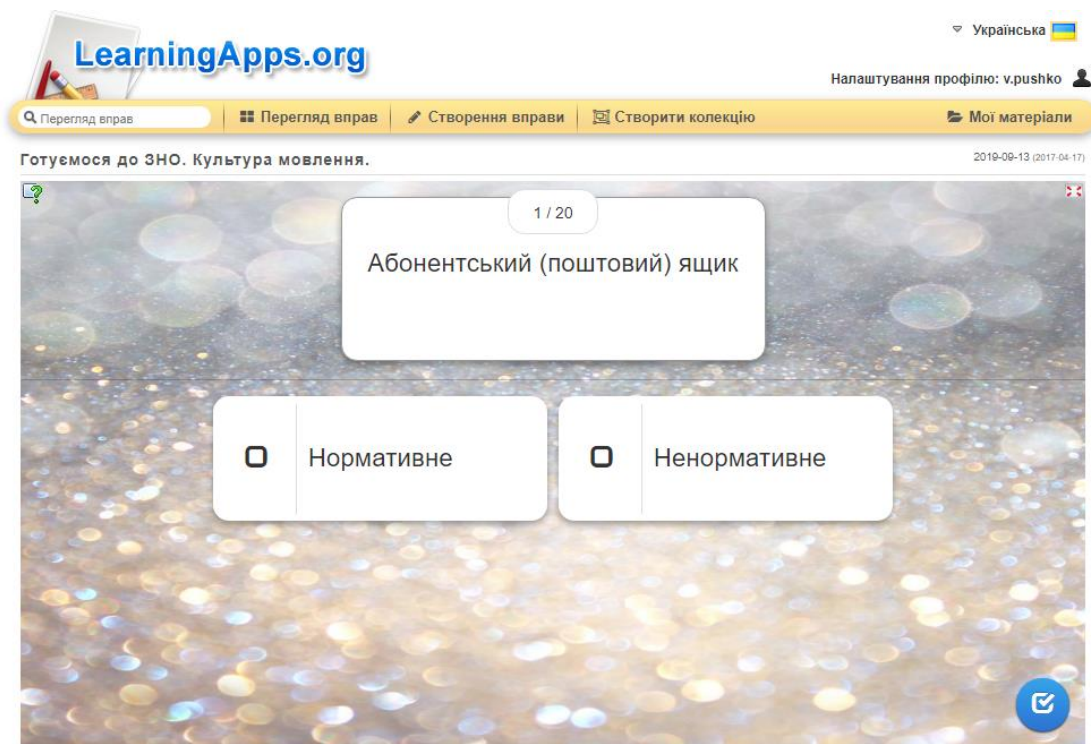 LearningApps.org
Українська
Налаштування профілю: v.pushko
Перегляд вправ
Перегляд вправ
Створення вправи
Створити колекцію
Мої матеріали
Готуємося до ЗНО. Культура мовлення.
2019-09-13 (2017-04-17)
1 / 20
Абонентський (поштовий) ящик
Нормативне
Ненормативне